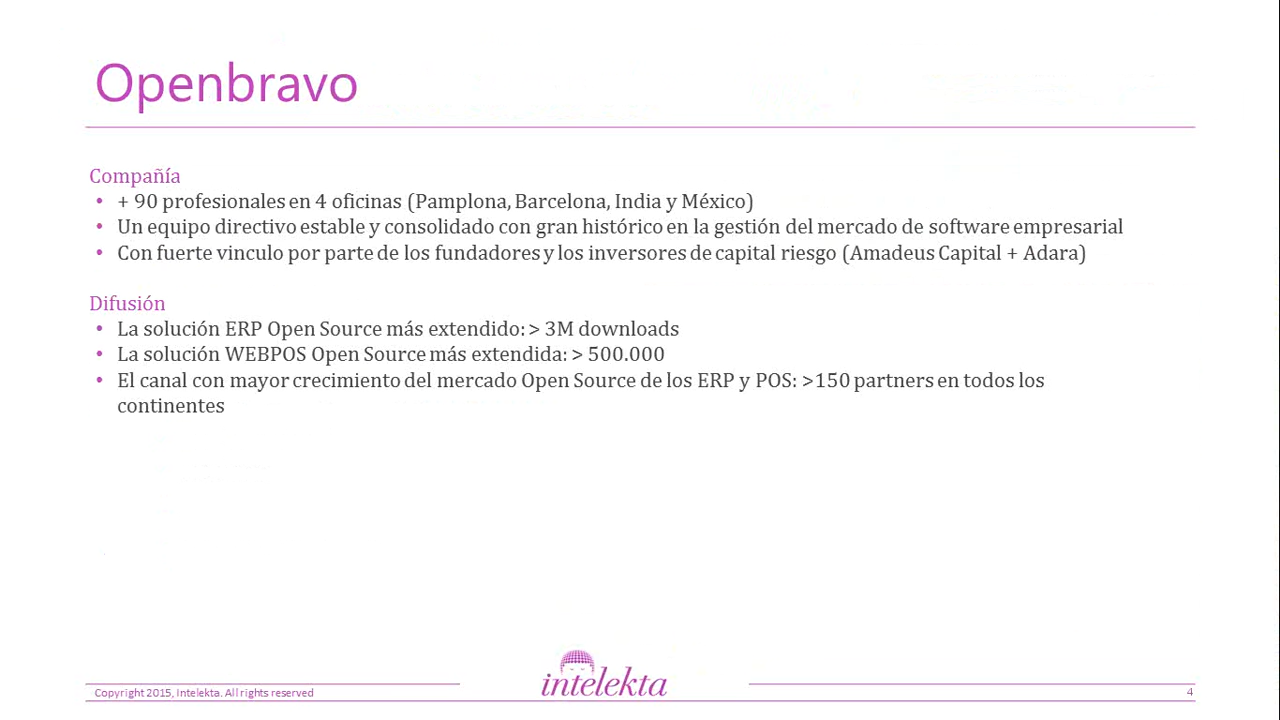 Openbravo
Compañía
• + 90 profesionales en 4 oficinas (Pamplona, Barcelona, India y México)
• Un equipo directivo estable y consolidado con gran histórico en la gestión del mercado de software empresarial
• Con fuerte vinculo por parte de los fundadores y los inversores de capital riesgo (Amadeus Capital + Adara)
Difusión
• La solución ERP Open Source más extendido: > 3M downloads
• La solución WEBPOS Open Source más extendida: > 500.000
• El canal con mayor crecimiento del mercado Open Source de los ERP y POS: >150 partners en todos los
continentes
intelekta
Copyright 2015, Intelekta. All rights reserved
4